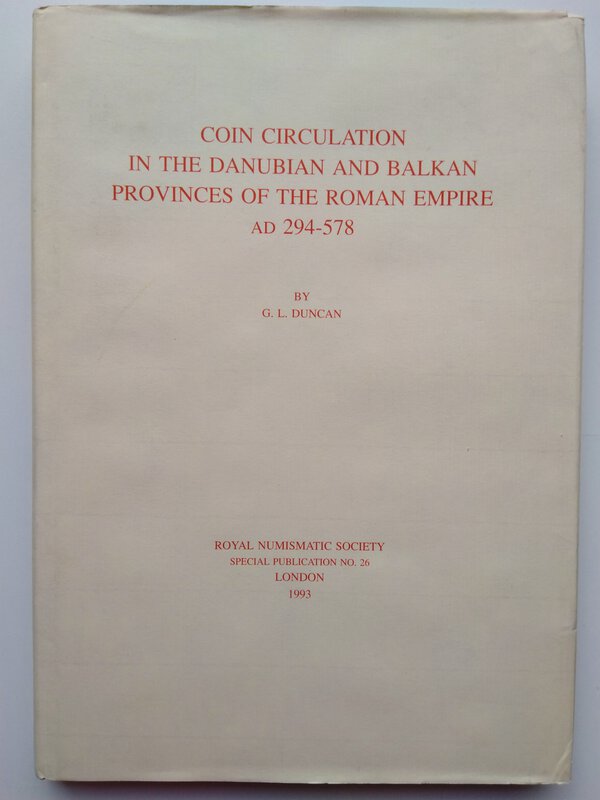 COIN CIRCULATION
IN THE DANUBIAN AND BALKAN
PROVINCES OF THE ROMAN EMPIRE
AD 294-578
BY
G. L. DUNCAN
ROYAL NUMISMATIC SOCIETY
SPECIAL PUBLICATION NO. 26
LONDON
1993